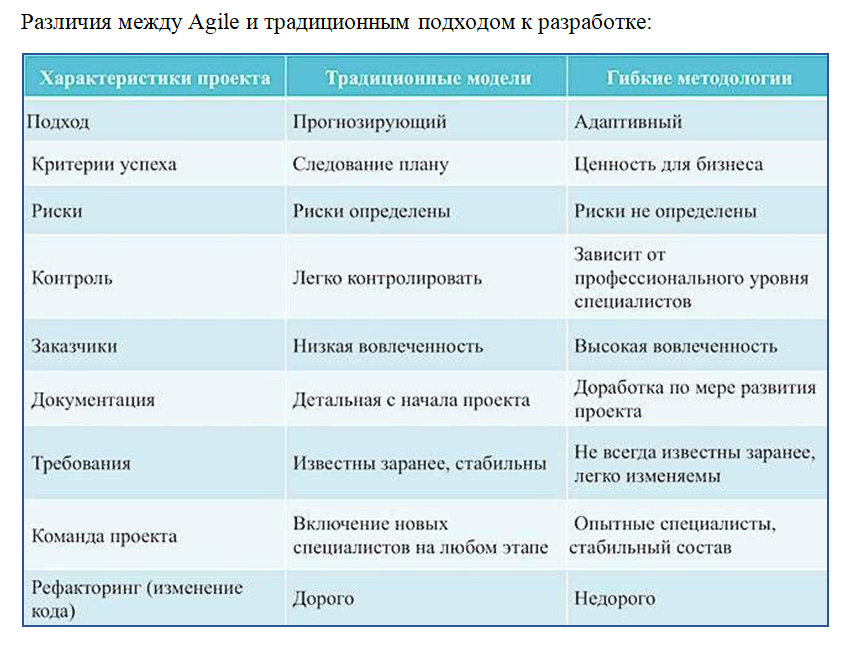 Различия между Agile и традиционным подходом к разработке:
Характеристики проекта Традиционные модели Гибкие методологии
Подход Прогнозирующий Адаптивный
Критерии успеха Следование плану Ценность для бизнеса
Риски Риски определены Риски не определены
Контроль Легко контролировать Зависит от
профессионального уровня
специалистов
Заказчики Низкая вовлеченность Высокая вовлеченность
Документация Детальная с начала проекта Доработка по мере развития
проекта
Требования Известны заранее, стабильны Не всегда известны заранее,
легко изменяемы
Команда проекта Включение новых
специалистов на любом этапе Опытные специалисты,
стабильный состав
Рефакторинг (изменение
кода) Дорого Недорого